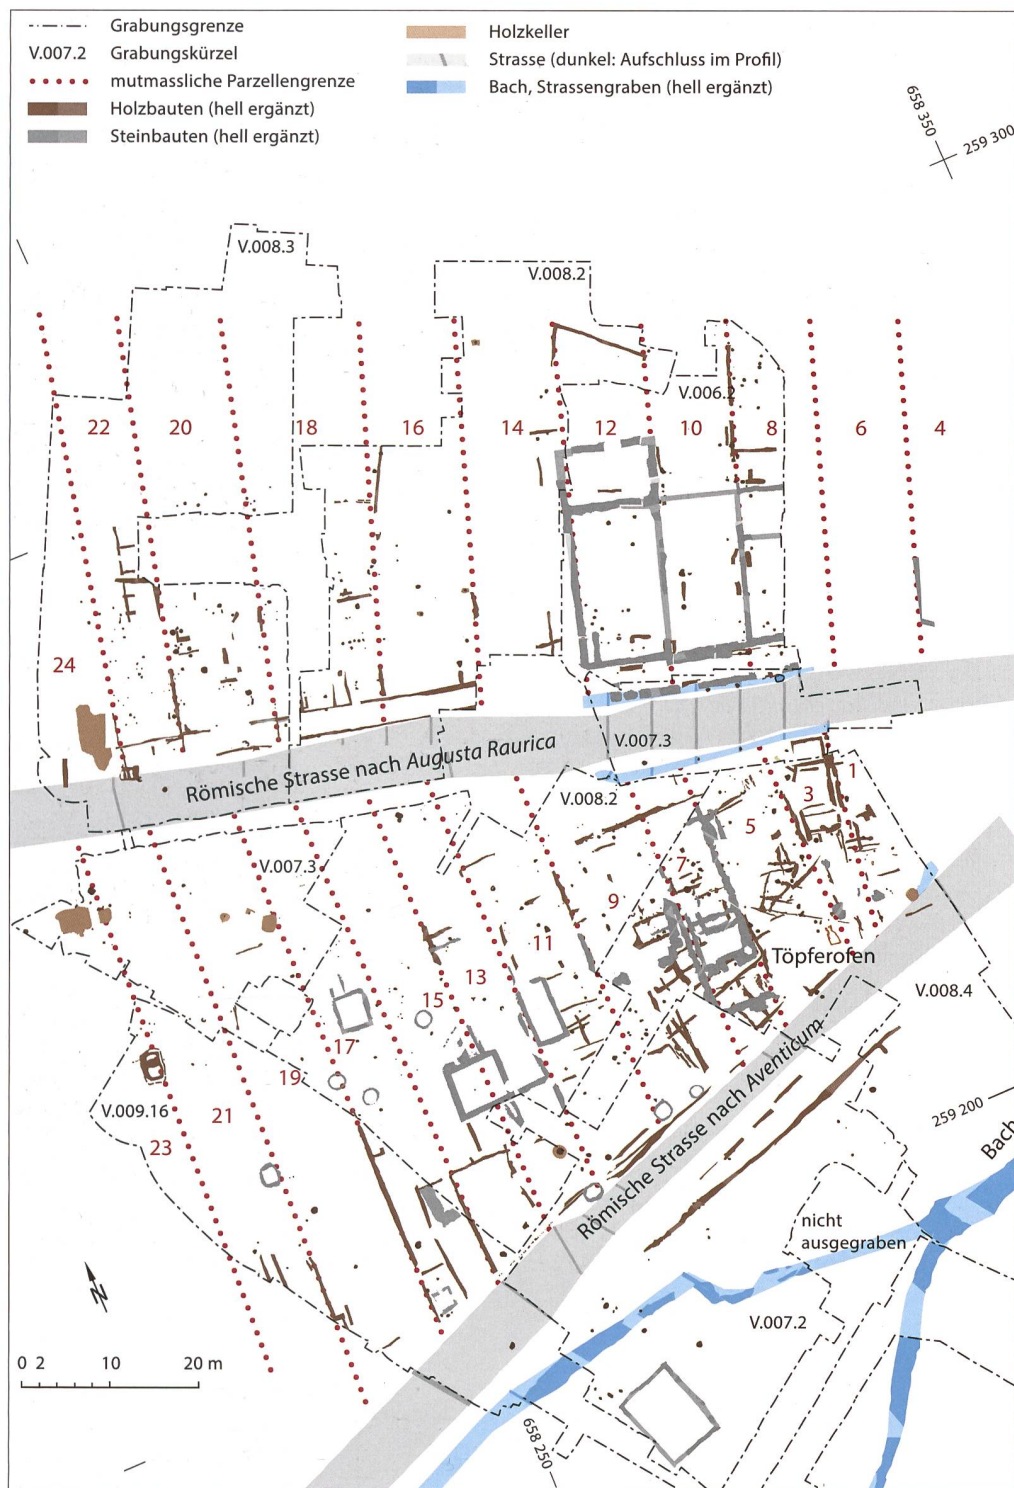 Grabungsgrenze
V.007.2 Grabungskürzel
mutmassliche Parzellengrenze
Holzbauten (hell ergänzt)
Steinbauten (hell ergänzt)
Holzkeller
Strasse (dunkel: Aufschluss im Profil)
Bach, Strassengraben (hell ergänzt)
658 350
259 300
V.008.3
V.008.2
V.006.2
22
20
18
16
14
12
10
8
6
4
24
V.007.3
Römische Strasse nach Augusta Raurica
V.008.2
1
3
5
7
V.007.3
9
11
Töpferofen
13
V.008.4
15
17
19
V.009.16
21
23
259 200
Römische Strasse nach Aventicum
Bach
nicht
ausgegraben
V.007.2
N
0 2 10 20 m
658 250